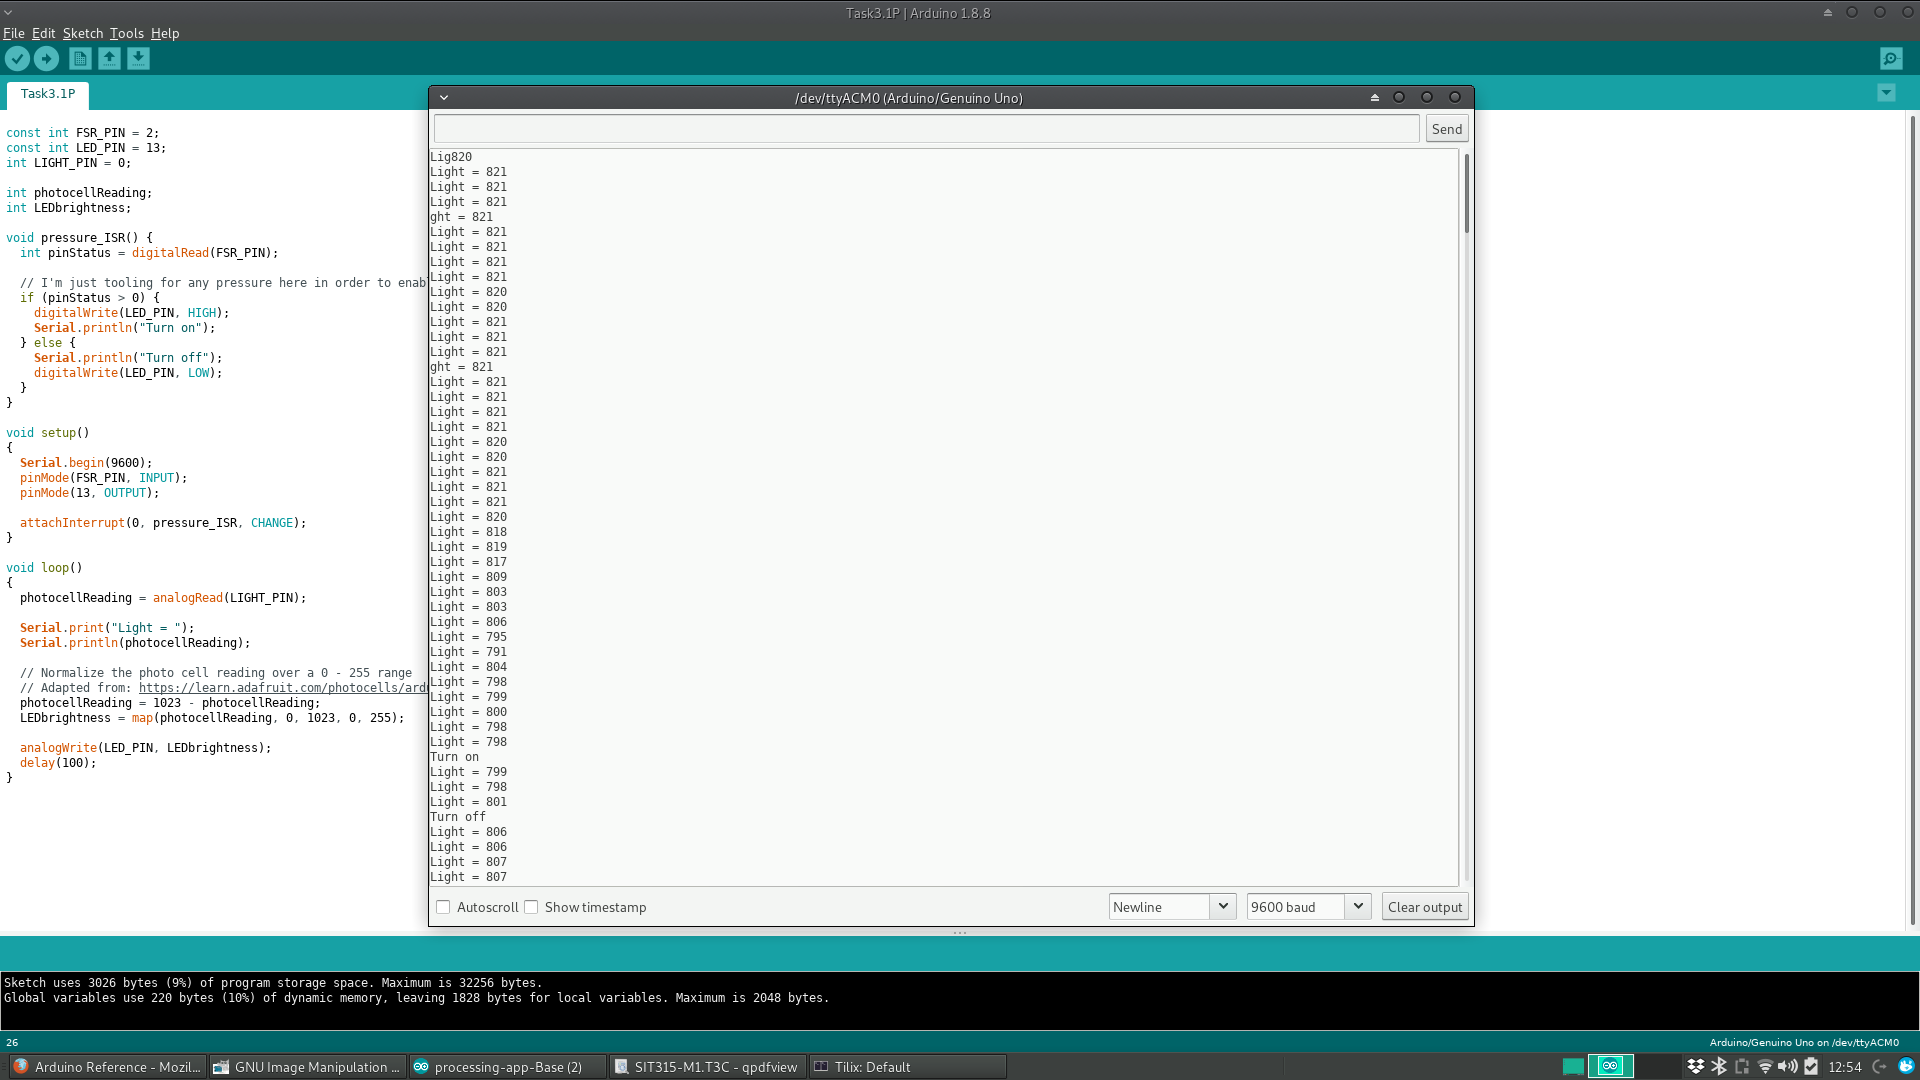 Task3.1P | Arduino 1.8.8
File Edit Sketch Tools Help
Task3.1P
const int FSR_PIN = 2;
const int LED_PIN = 13;
int LIGHT_PIN = 0;
int photocellReading;
int LEDbrightness;
void pressure_ISR() {
int pinStatus = digitalRead(FSR_PIN);
// I'm just tooling for any pressure here in order to enab
if (pinStatus > 0) {
digitalWrite(LED_PIN, HIGH);
Serial.println("Turn on");
} else {
Serial.println("Turn off");
digitalWrite(LED_PIN, LOW);
}
}
void setup()
{
Serial.begin(9600);
pinMode(FSR_PIN, INPUT);
pinMode(13, OUTPUT);
attachInterrupt(0, pressure_ISR, CHANGE);
}
void loop()
{
photocellReading = analogRead(LIGHT_PIN);
Serial.print("Light = ");
Serial.println(photocellReading);
// Normalize the photo cell reading over a 0 - 255 range
// Adapted from: https://learn.adafruit.com/photocells/ard
photocellReading = 1023 - photocellReading;
LEDbrightness = map(photocellReading, 0, 1023, 0, 255);
analogWrite(LED_PIN, LEDbrightness);
delay(100);
}
/dev/ttyACM0 (Arduino/Genuino Uno)
Send
Lig820
Light = 821
Light = 821
Light = 821
ght = 821
Light = 821
Light = 821
Light = 821
Light = 821
Light = 820
Light = 820
Light = 821
Light = 821
Light = 821
ght = 821
Light = 821
Light = 821
Light = 821
Light = 821
Light = 820
Light = 820
Light = 821
Light = 821
Light = 821
Light = 820
Light = 818
Light = 819
Light = 817
Light = 809
Light = 803
Light = 803
Light = 806
Light = 795
Light = 791
Light = 804
Light = 798
Light = 799
Light = 800
Light = 798
Light = 798
Turn on
Light = 799
Light = 798
Light = 801
Turn off
Light = 806
Light = 806
Light = 807
Light = 807
Autoscroll Show timestamp Newline 9600 baud Clear output
Sketch uses 3026 bytes (9%) of program storage space. Maximum is 32256 bytes.
Global variables use 220 bytes (10%) of dynamic memory, leaving 1828 bytes for local variables. Maximum is 2048 bytes.
26 Arduino/Genuino Uno on /dev/ttyACM0
Arduino Reference - Mozil... GNU Image Manipulation ... processing-app-Base (2) SIT315-M1.T3C - qpdfview Tilix: Default 12:54